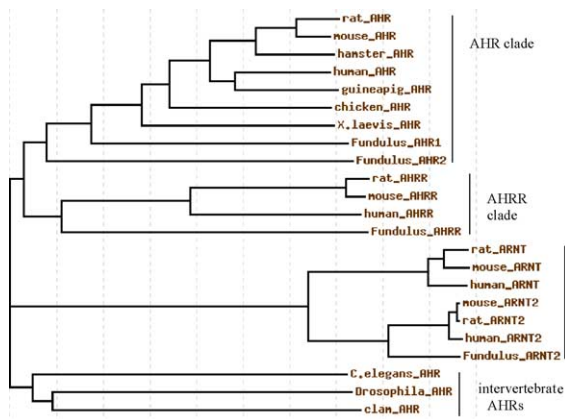 rat_AHR
mouse_AHR
hamster_AHR
human_AHR
guineapig_AHR
chicken_AHR
X.laevis_AHR
Fundulus_AHR1
Fundulus_AHR2
AHR clade
rat_AHRR
mouse_AHRR
human_AHRR
Fundulus_AHRR
AHRR
clade
rat_ARNT
mouse_ARNT
human_ARNT
mouse_ARNT2
rat_ARNT2
human_ARNT2
Fundulus_ARNT2
C.elegans_AHR
Drosophila_AHR
clam_AHR
intervertebrate
AHRs